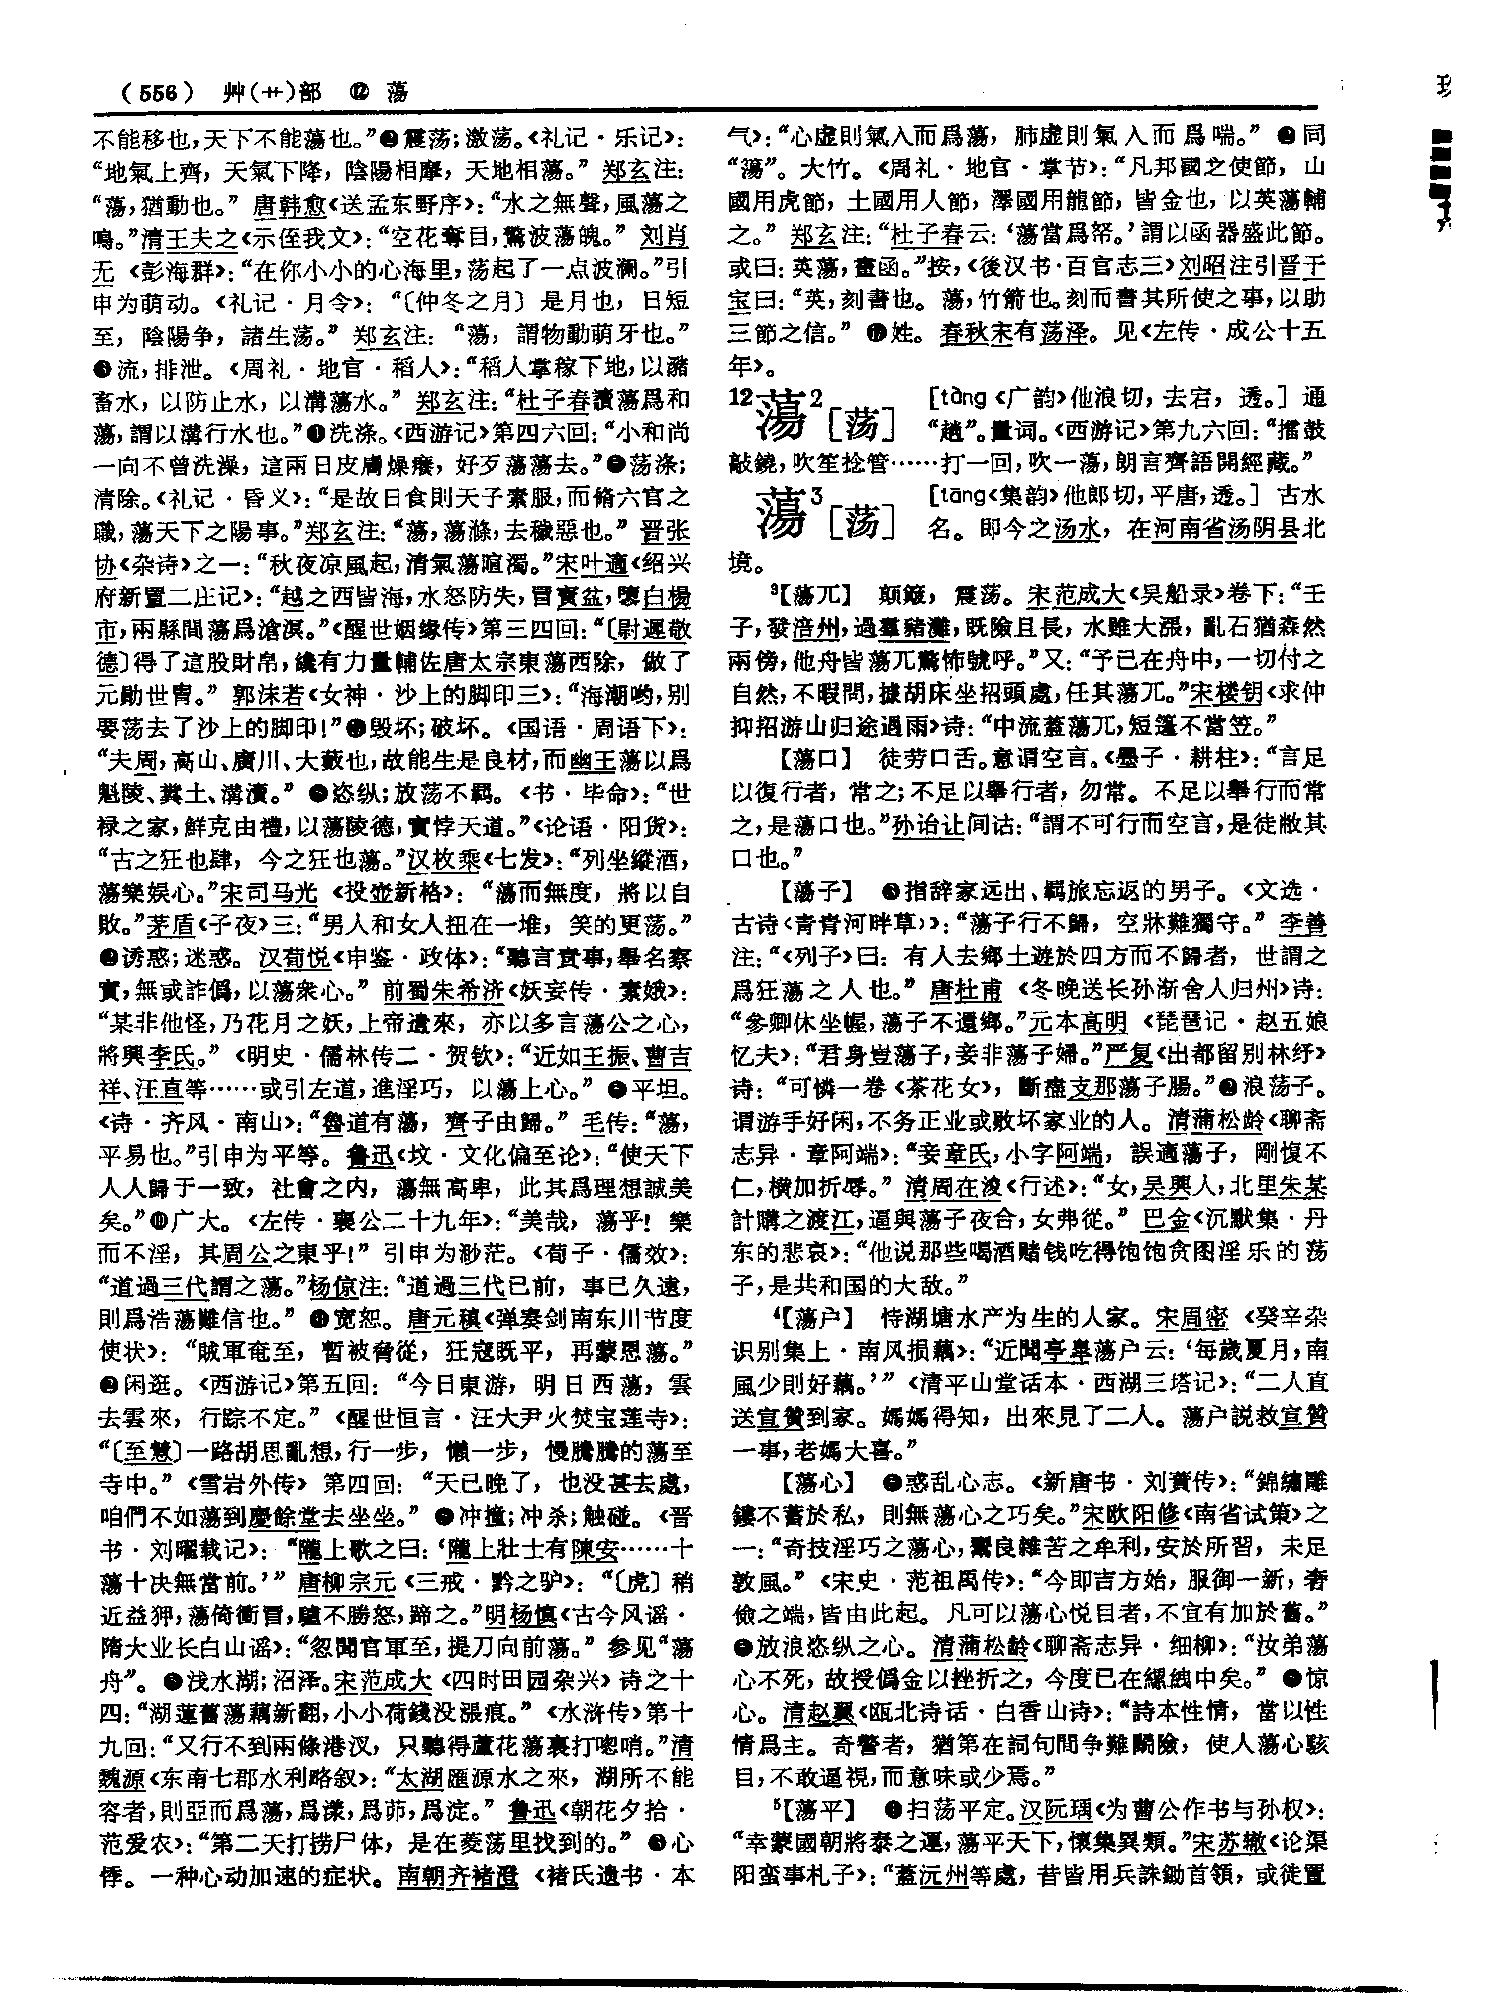 （556） 艸(艹)部 ⑫ 荡
不能移也，天下不能蕩也。”❷震荡；激荡。《礼记·乐记》：
“地氣上齊，天氣下降，陰陽相摩，天地相蕩。” 郑玄注：
“蕩，猶動也。” 唐韩愈《送孟东野序》：“水之無聲，風蕩之
鳴。”清王夫之《示侄我文》：“空花奪目，驚波蕩魄。” 刘肖
无《彭海群》：“在你小小的心海里，荡起了一点波澜。”引
申为萌动。《礼记·月令》：“〔仲冬之月〕是月也，日短
至，陰陽争，諸生蕩。” 郑玄注：“蕩，謂物動萌牙也。”
❸流，排泄。《周礼·地官·稻人》：“稻人掌稼下地，以瀦
畜水，以防止水，以溝蕩水。” 郑玄注：“杜子春讀蕩爲和
蕩，謂以溝行水也。”❹洗涤。《西游记》第四六回：“小和尚
一向不曾洗澡，這兩日皮膚燥癢，好歹蕩蕩去。”❺荡涤；
清除。《礼记·昏义》：“是故日食則天子素服，而脩六官之
職，蕩天下之陽事。”郑玄注：“蕩，蕩滌，去穢惡也。” 晋张
协《杂诗》之一：“秋夜凉風起，清氣蕩暄濁。”宋叶適《绍兴
府新置二庄记》：“越之西皆海，水怒防失，冒實盆，壞白楊
市，兩縣間蕩爲滄溟。”《醒世姻缘传》第三四回：“〔尉遲敬
德〕得了這股財帛，纔有力量輔佐唐太宗東蕩西除，做了
元勛世胄。” 郭沫若《女神·沙上的脚印三》：“海潮哟，别
要荡去了沙上的脚印！”❻毁坏；破坏。《国语·周语下》：
“夫周，高山、廣川、大藪也，故能生是良材，而幽王蕩以爲
魁陵、糞土、溝瀆。” ❼恣纵；放荡不羁。《书·毕命》：“世
禄之家，鮮克由禮，以蕩陵德，實悖天道。”《论语·阳货》：
“古之狂也肆，今之狂也蕩。”汉枚乘《七发》：“列坐縱酒，
蕩樂娱心。”宋司马光《投壶新格》：“蕩而無度，將以自
敗。”茅盾《子夜》三：“男人和女人扭在一堆，笑的更荡。”
❽诱惑；迷惑。汉荀悦《申鉴·政体》：“聽言責事，舉名察
實，無或詐僞，以蕩衆心。” 前蜀朱希济《妖妄传·素娥》：
“某非他怪，乃花月之妖，上帝遣來，亦以多言蕩公之心，
將興李氏。”《明史·儒林传二·贺钦》：“近如王振、曹吉
祥、汪直等……或引左道，進淫巧，以蕩上心。” ❾平坦。
《诗·齐风·南山》：“魯道有蕩，齊子由歸。” 毛传：“蕩，
平易也。”引申为平等。鲁迅《坟·文化偏至论》：“使天下
人人歸于一致，社會之内，蕩無高卑，此其爲理想誠美
矣。”❿广大。《左传·襄公二十九年》：“美哉，蕩乎！樂
而不淫，其周公之東乎！” 引申为渺茫。《荀子·儒效》：
“道過三代謂之蕩。”杨倞注：“道過三代已前，事已久遠，
則爲浩蕩難信也。” ⓫宽恕。唐元稹《弹奏剑南东川节度
使状》：“賊軍奄至，暫被脅從，狂寇既平，再蒙恩蕩。”
⓬闲逛。《西游记》第五回：“今日東游，明日西蕩，雲
去雲來，行踪不定。”《醒世恒言·汪大尹火焚宝莲寺》：
“〔至慧〕一路胡思亂想，行一步，懶一步，慢騰騰的蕩至
寺中。”《雪岩外传》第四回：“天已晚了，也没甚去處，
咱們不如蕩到慶餘堂去坐坐。” ⓭冲撞；冲杀；触碰。《晋
书·刘曜载记》：“隴上歌之曰：‘隴上壯士有陳安……十
蕩十决無當前。’” 唐柳宗元《三戒·黔之驴》：“〔虎〕稍
近益狎，蕩倚衝冒，驢不勝怒，蹄之。”明杨慎《古今风谣·
隋大业长白山谣》：“忽聞官軍至，提刀向前蕩。” 参见“蕩
舟”。⓮浅水湖；沼泽。宋范成大《四时田园杂兴》诗之十
四：“湖蓮舊蕩藕新翻，小小荷錢没漲痕。”《水浒传》第十
九回：“又行不到兩條港汊，只聽得蘆花蕩裏打唿哨。”清
魏源《东南七郡水利略叙》：“太湖匯源水之來，湖所不能
容者，則亞而爲蕩，爲漾，爲茆，爲淀。” 鲁迅《朝花夕拾·
范爱农》：“第二天打捞尸体，是在菱荡里找到的。” ⓯心
悸。一种心动加速的症状。南朝齐褚澄《褚氏遗书·本
气》：“心虚則氣入而爲蕩，肺虚則氣入而爲喘。” ⓰同
“簜”。大竹。《周礼·地官·掌节》：“凡邦國之使節，山
國用虎節，土國用人節，澤國用龍節，皆金也，以英蕩輔
之。” 郑玄注：“杜子春云：‘蕩當爲帑。’謂以函器盛此節。
或曰：英蕩，畫函。”按，《後汉书·百官志三》刘昭注引晋干
宝曰：“英，刻書也。蕩，竹箭也。刻而書其所使之事，以助
三節之信。” ⓱姓。春秋宋有荡泽。见《左传·成公十五
年》。
12蕩2［荡］ [tàng《广韵》他浪切，去宕，透。] 通
“趟”。量词。《西游记》第九六回：“擂鼓
敲鐃，吹笙捻管……打一回，吹一蕩，朗言齊語開經藏。”
蕩3［荡］ [tāng《集韵》他郎切，平唐，透。] 古水
名。即今之汤水，在河南省汤阴县北
境。
3【蕩兀】 颠簸，震荡。宋范成大《吴船录》卷下：“壬
子，發涪州，過羣豬灘，既險且長，水雖大漲，亂石猶森然
兩傍，他舟皆蕩兀驚怖號呼。”又：“予已在舟中，一切付之
自然，不暇問，據胡床坐招頭處，任其蕩兀。”宋楼钥《求仲
抑招游山归途遇雨》诗：“中流蓋蕩兀，短篷不當笠。”
【蕩口】 徒劳口舌。意谓空言。《墨子·耕柱》：“言足
以復行者，常之；不足以舉行者，勿常。不足以舉行而常
之，是蕩口也。”孙诒让间诂：“謂不可行而空言，是徒敝其
口也。”
【蕩子】 ❶指辞家远出、羁旅忘返的男子。《文选·
古诗〈青青河畔草〉》：“蕩子行不歸，空牀難獨守。” 李善
注：“《列子》曰：有人去鄉土遊於四方而不歸者，世謂之
爲狂蕩之人也。” 唐杜甫《冬晚送长孙渐舍人归州》诗：
“參卿休坐幄，蕩子不還鄉。”元本高明《琵琶记·赵五娘
忆夫》：“君身豈蕩子，妾非蕩子婦。”严复《出都留别林纾》
诗：“可憐一卷《茶花女》，斷盡支那蕩子腸。”❷浪荡子。
谓游手好闲，不务正业或败坏家业的人。清蒲松龄《聊斋
志异·章阿端》：“妾章氏，小字阿端，誤適蕩子，剛愎不
仁，横加折辱。” 清周在浚《行述》：“女，吴興人，北里朱某
計購之渡江，逼與蕩子夜合，女弗從。” 巴金《沉默集·丹
东的悲哀》：“他说那些喝酒赌钱吃得饱饱贪图淫乐的荡
子，是共和国的大敌。”
4【蕩户】 恃湖塘水产为生的人家。宋周密《癸辛杂
识别集上·南风损藕》：“近聞亭皋蕩户云：‘每歲夏月，南
風少則好藕。’”《清平山堂话本·西湖三塔记》：“二人直
送宣贊到家。媽媽得知，出來見了二人。蕩户説救宣贊
一事，老媽大喜。”
【蕩心】 ❶惑乱心志。《新唐书·刘蕡传》：“錦繡雕
鏤不蓄於私，則無蕩心之巧矣。”宋欧阳修《南省试策》之
一：“奇技淫巧之蕩心，鬻良雜苦之牟利，安於所習，未足
敦風。”《宋史·范祖禹传》：“今即吉方始，服御一新，奢
儉之端，皆由此起。凡可以蕩心悦目者，不宜有加於舊。”
❷放浪恣纵之心。清蒲松龄《聊斋志异·细柳》：“汝弟蕩
心不死，故授僞金以挫折之，今度已在縲絏中矣。” ❸惊
心。清赵翼《瓯北诗话·白香山诗》：“詩本性情，當以性
情爲主。奇警者，猶第在詞句間争難鬬險，使人蕩心駭
目，不敢逼視，而意味或少焉。”
5【蕩平】 ❶扫荡平定。汉阮瑀《为曹公作书与孙权》：
“幸蒙國朝將泰之運，蕩平天下，懷集異類。”宋苏辙《论渠
阳蛮事札子》：“蓋沅州等處，昔皆用兵誅鋤首領，或徙置